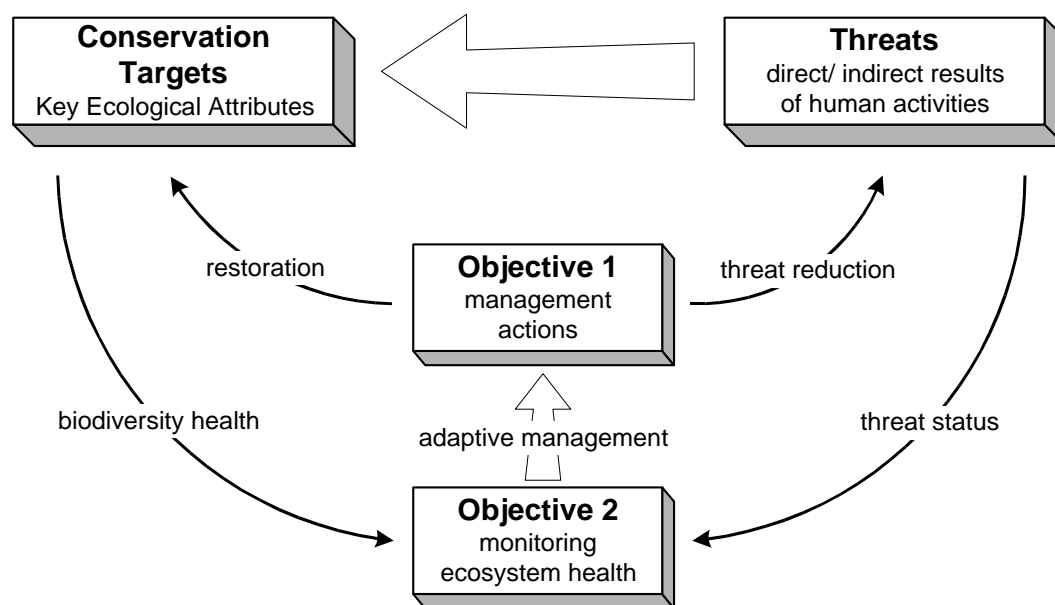 Conservation
Targets
Key Ecological Attributes
Threats
direct/ indirect results
of human activities
restoration
Objective 1
management
actions
threat reduction
biodiversity health
adaptive management
threat status
Objective 2
monitoring
ecosystem health